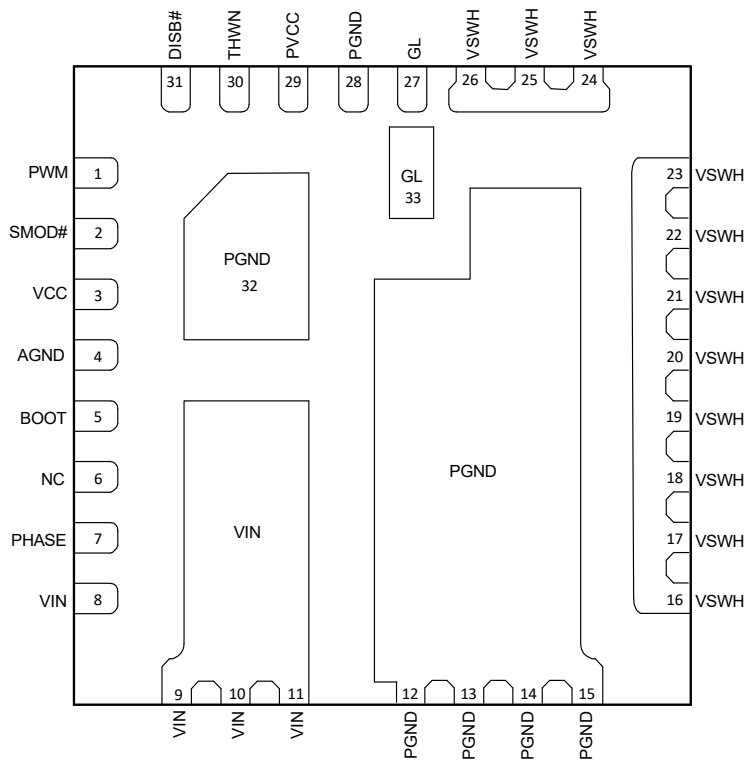 DISB#
THWN
PVCC
PGND
GL
VSWH
VSWH
VSWH
31
30
29
28
27
26
25
24
PWM 1
SMOD# 2
VCC 3
AGND 4
BOOT 5
NC 6
PHASE 7
VIN 8
GL
33
PGND
32
PGND
VIN
23 VSWH
22 VSWH
21 VSWH
20 VSWH
19 VSWH
18 VSWH
17 VSWH
16 VSWH
9
10
11
12
13
14
15
VIN
VIN
VIN
PGND
PGND
PGND
PGND